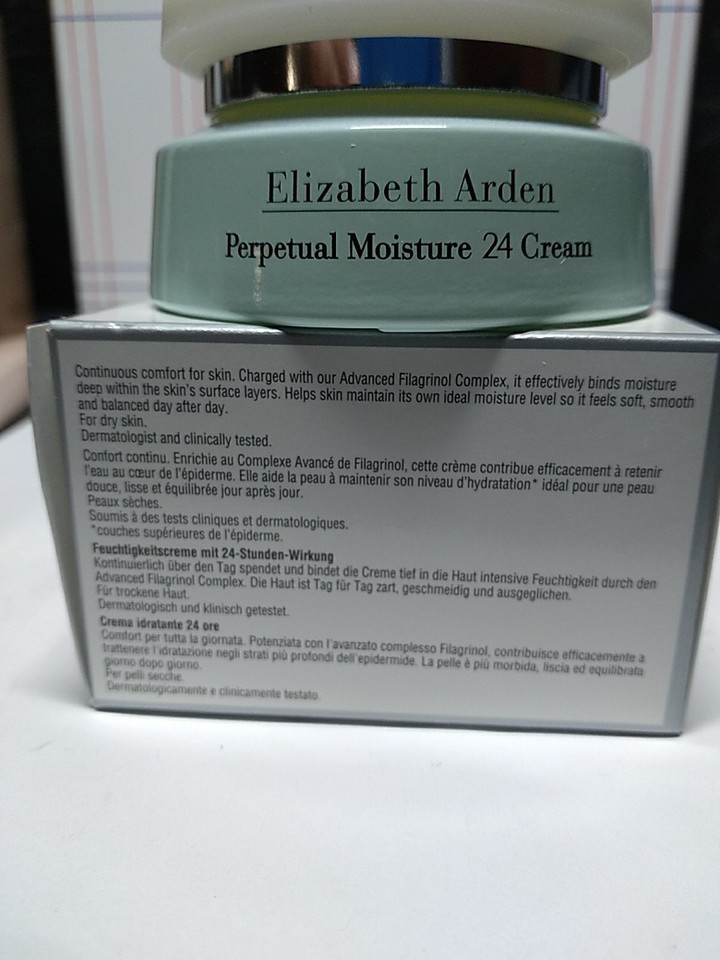 Elizabeth Arden
Perpetual Moisture 24 Cream
Continuous comfort for skin. Charged with our Advanced Filagrinol Complex, it effectively binds moisture
deep within the skin's surface layers. Helps skin maintain its own ideal moisture level so it feels soft, smooth
and balanced day after day.
For dry skin.
Dermatologist and clinically tested.
Confort continu. Enrichie au Complexe Avancé de Filagrinol, cette crème contribue efficacement à retenir
l'eau au cœur de l'épiderme. Elle aide la peau à maintenir son niveau d'hydratation* idéal pour une peau
douce, lisse et équilibrée jour après jour.
Peaux sèches.
Soumis à des tests cliniques et dermatologiques.
*couches supérieures de l'épiderme.
Feuchtigkeitscreme mit 24-Stunden-Wirkung
Kontinuierlich über den Tag spendet und bindet die Creme tief in die Haut intensive Feuchtigkeit durch den
Advanced Filagrinol Complex. Die Haut ist Tag für Tag zart, geschmeidig und ausgeglichen.
Für trockene Haut.
Dermatologisch und klinisch getestet.
Crema idratante 24 ore
Comfort per tutta la giornata. Potenziata con l'avanzato complesso Filagrinol, contribuisce efficacemente a
trattenere l'idratazione negli strati più profondi dell'epidermide. La pelle è più morbida, liscia ed equilibrata
giorno dopo giorno.
Per pelli secche.
Dermatologicamente e clinicamente testato.